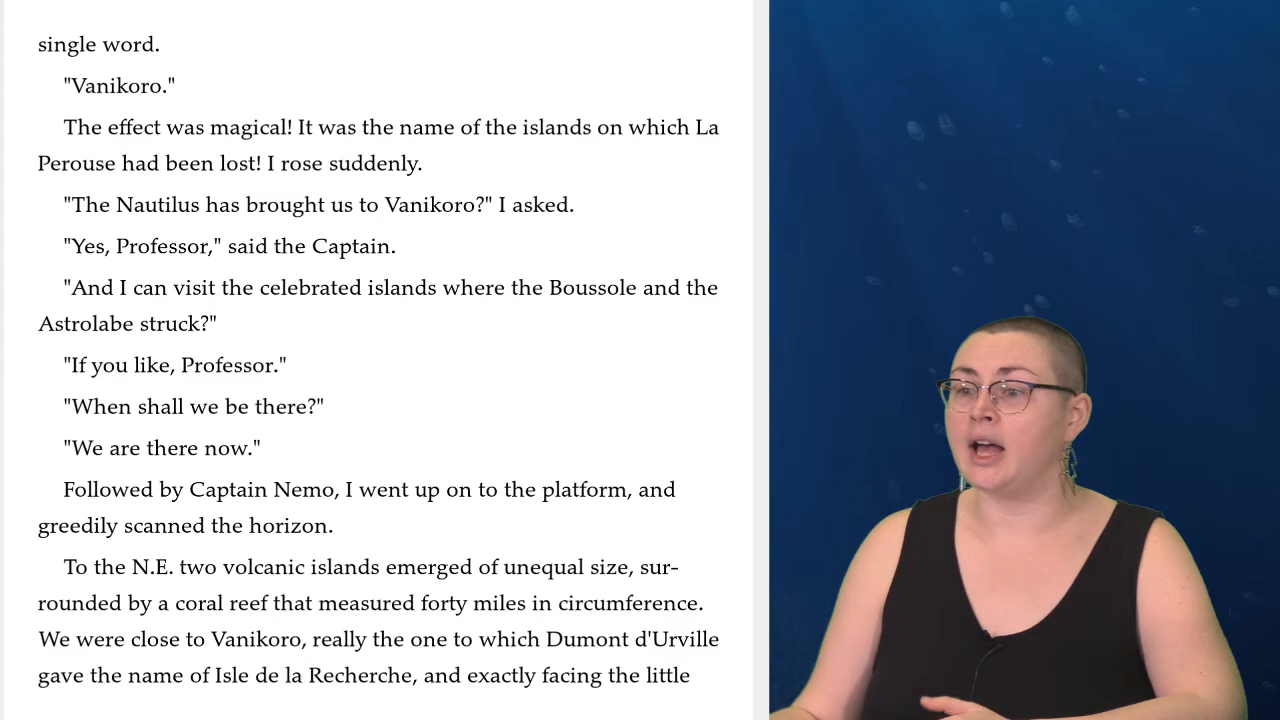 single word.
"Vanikoro."
The effect was magical! It was the name of the islands on which La
Perouse had been lost! I rose suddenly.
"The Nautilus has brought us to Vanikoro?" I asked.
"Yes, Professor," said the Captain.
"And I can visit the celebrated islands where the Boussole and the
Astrolabe struck?"
"If you like, Professor."
"When shall we be there?"
"We are there now."
Followed by Captain Nemo, I went up on to the platform, and
greedily scanned the horizon.
To the N.E. two volcanic islands emerged of unequal size, sur-
rounded by a coral reef that measured forty miles in circumference.
We were close to Vanikoro, really the one to which Dumont d'Urville
gave the name of Isle de la Recherche, and exactly facing the little